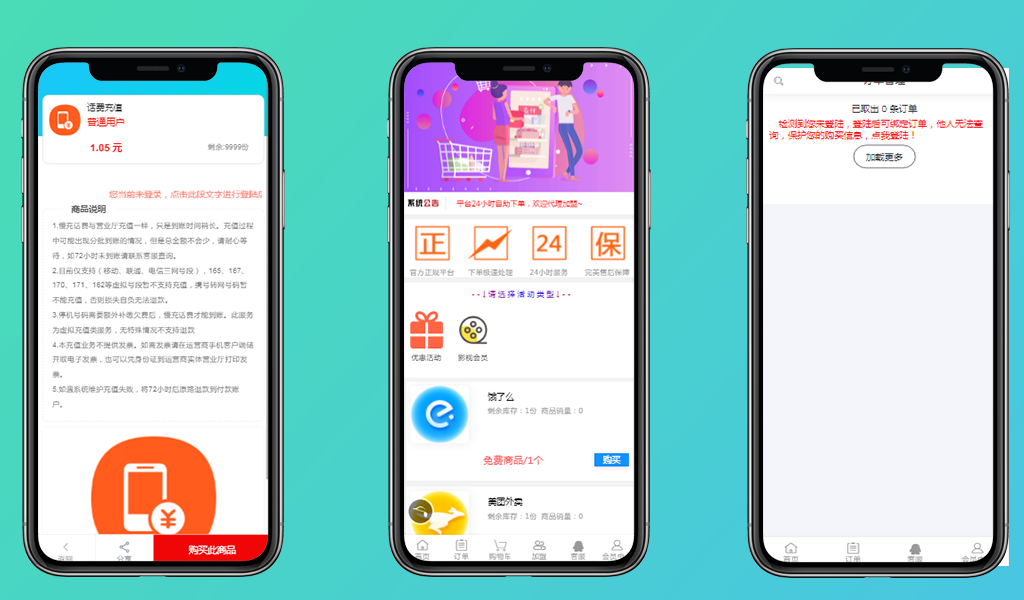 话费充值
普通用户
1.05 元
剩余:9999份
您当前未登录，点击此段文字进行登陆
商品说明
1.慢充话费与营业厅充值一样，只是到账时间稍长。充值过程
中可能出现分批到账的情况，但是总金额不会少，请耐心等
待，如72小时未到账请联系客服查询。
2.目前仅支持（移动、联通、电信三网号段），165、167、
170、171、162等虚拟号段暂不支持充值，携号转网号码暂
不能充值，否则损失自负无法退款。
3.停机号码需要额外补缴欠费后，慢充话费才能到账。此服务
为虚拟充值类服务，无特殊情况不支持退款
4.本充值业务不提供发票。如需发票请在运营商手机客户端储
开取电子发票，也可以凭身份证到运营商实体营业厅打印发
票。
5.如遇系统维护充值失败，将72小时后原路退款到付款账
户。
¥
返回
分享
购买此商品
系统公告
平台24小时自助下单，欢迎代理加盟~
正
24
保
官方正规平台
下单极速处理
24小时服务
完美售后保障
--I请选择活动类型I--
优惠活动
影视会员
饿了么
剩余库存：1份 商品销量：0
免费商品/1个
购买
美团外卖
剩余库存：1份 商品销量：0
首页
订单
购物车
加盟
客服
会员中
订单管理
已取出 0 条订单
检测到您未登陆，登陆后可绑定订单，他人无法查
询，保护您的购买信息，点我登陆！
加载更多
首页
订单
客服
会员中